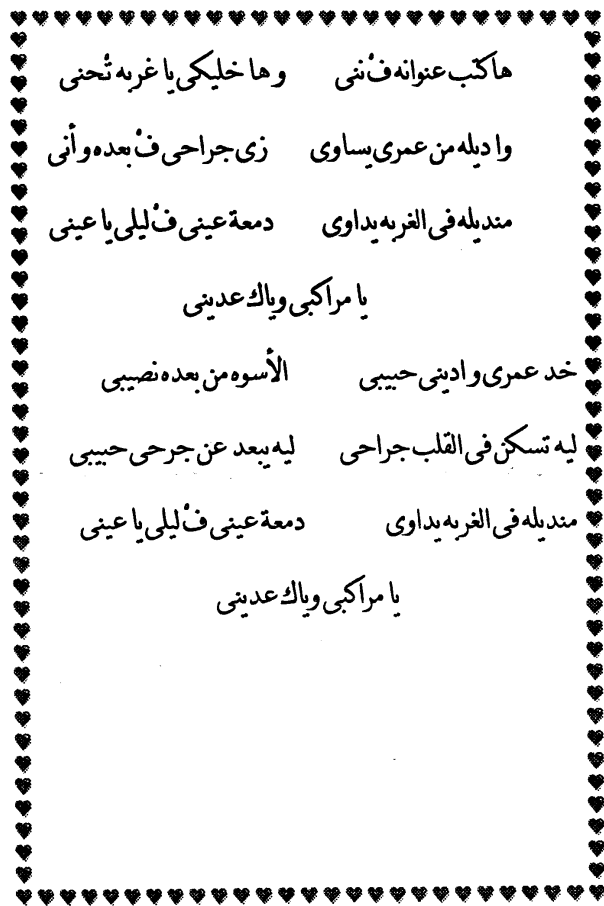 هاكتب عنوانه فْ ننى وها خليكى يا غربه تُحنى
واديله من عمرى يساوى زى جراحى فْ بعده وأنى
منديله فى الغربه يداوى دمعة عينى فْ ليلى يا عينى
يا مراكبى وياك عدينى
خد عمرى وادينى حبيبى الأسوه من بعده نصيبى
ليه تسكن فى القلب جراحى ليه يبعد عن جرحى حبيبى
منديله فى الغربه يداوى دمعة عينى فْ ليلى يا عينى
يا مراكبى وياك عدينى